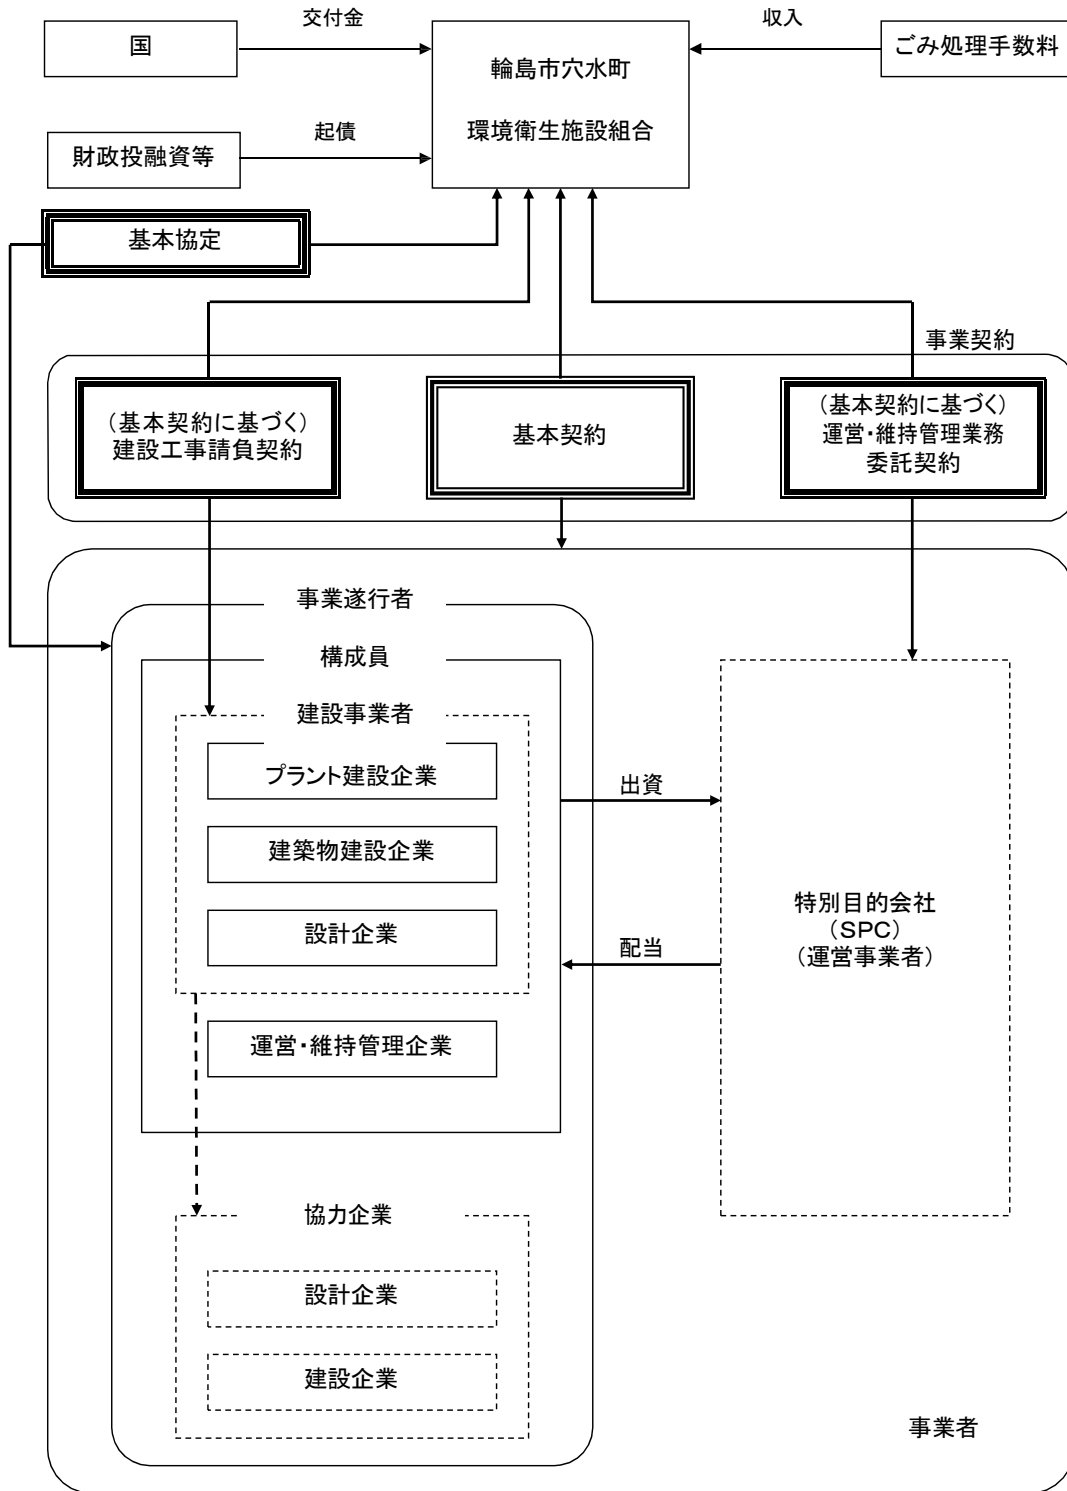 交付金
収入
国
ごみ処理手数料
輪島市穴水町
環境衛生施設組合
起債
財政投融資等
基本協定
事業契約
（基本契約に基づく）
建設工事請負契約
基本契約
（基本契約に基づく）
運営・維持管理業務
委託契約
事業遂行者
構成員
建設事業者
プラント建設企業
出資
建築物建設企業
設計企業
配当
特別目的会社
（SPC）
（運営事業者）
運営・維持管理企業
協力企業
設計企業
建設企業
事業者